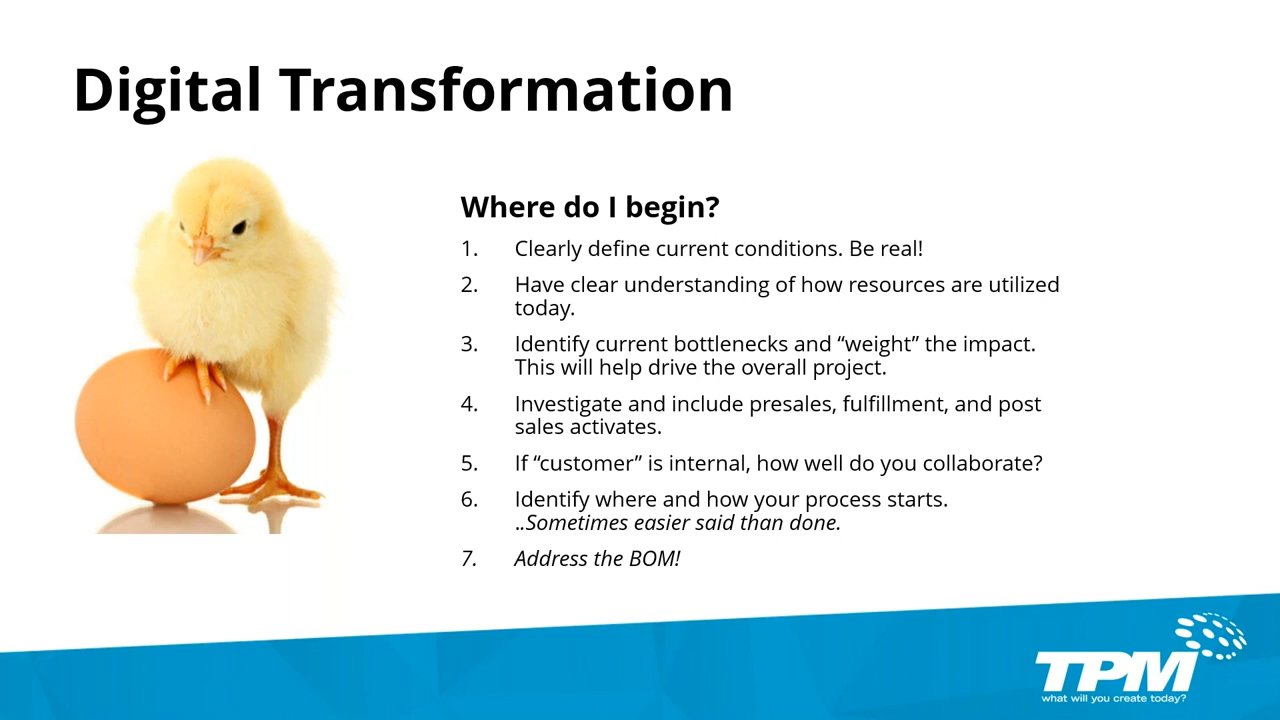 Digital Transformation
Where do I begin?
1. Clearly define current conditions. Be real!
2. Have clear understanding of how resources are utilized
today.
3. Identify current bottlenecks and “weight” the impact.
This will help drive the overall project.
4. Investigate and include presales, fulfillment, and post
sales activates.
5. If “customer” is internal, how well do you collaborate?
6. Identify where and how your process starts.
..Sometimes easier said than done.
7. Address the BOM!
TPM
what will you create today?